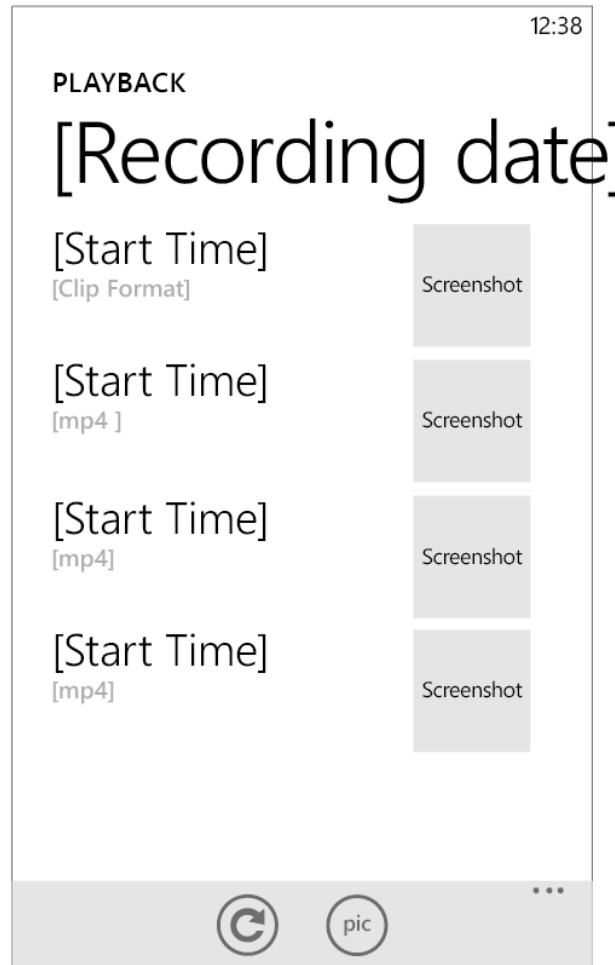 12:38
PLAYBACK
[Recording date]
[Start Time]
[Clip Format]
Screenshot
[Start Time]
[mp4 ]
Screenshot
[Start Time]
[mp4]
Screenshot
[Start Time]
[mp4]
Screenshot
...
pic